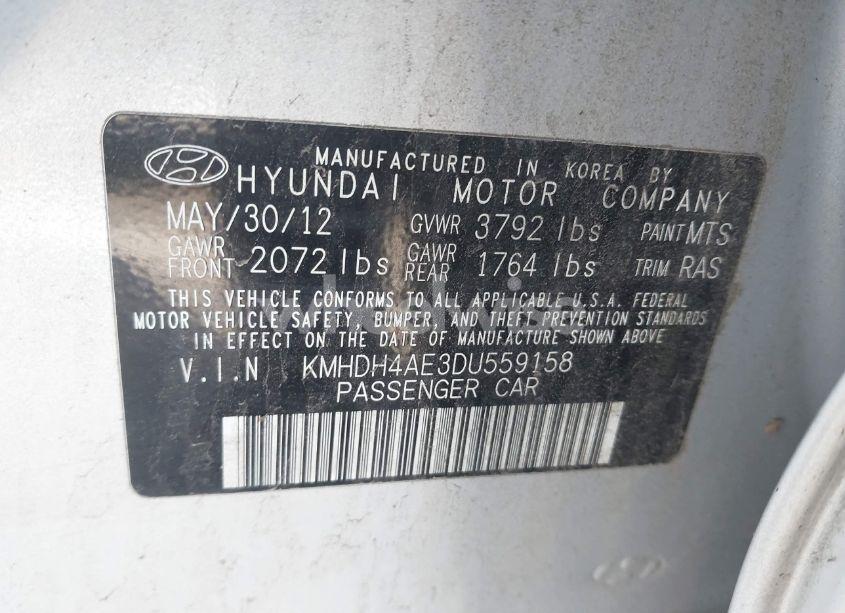 MANUFACTURED IN KOREA BY
HYUNDAI MOTOR COMPANY
MAY/30/12 GVWR 3792 lbs PAINT MTS
GAWR FRONT 2072 lbs GAWR REAR 1764 lbs TRIM RAS
THIS VEHICLE CONFORMS TO ALL APPLICABLE U.S.A. FEDERAL
MOTOR VEHICLE SAFETY, BUMPER, AND THEFT PREVENTION STANDARDS
IN EFFECT ON THE DATE OF MANUFACTURE SHOWN ABOVE
V.I.N KMHDH4AE3DU559158
PASSENGER CAR